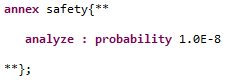 annex safety{**
analyze : probability 1.0E-8
**};